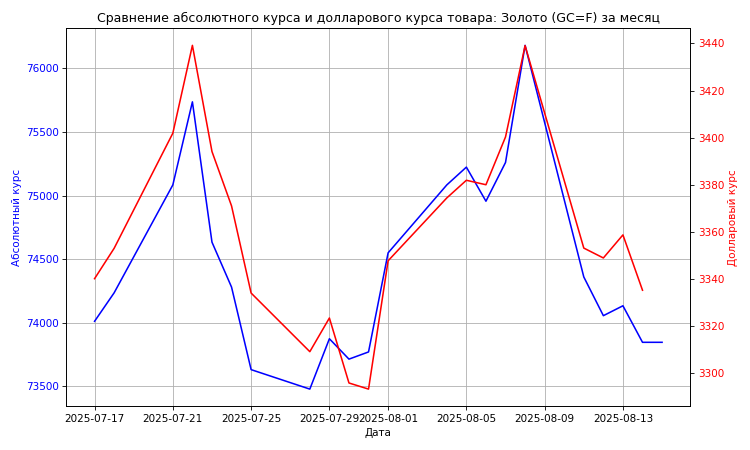 Сравнение абсолютного курса и долларового курса товара: Золото (GC=F) за месяц
Абсолютный курс
76000
75500
75000
74500
74000
73500
3440
3420
3400
3380
3360
3340
3320
3300
Долларовый курс
2025-07-17 2025-07-21 2025-07-25 2025-07-29 2025-08-01 2025-08-05 2025-08-09 2025-08-13
Дата